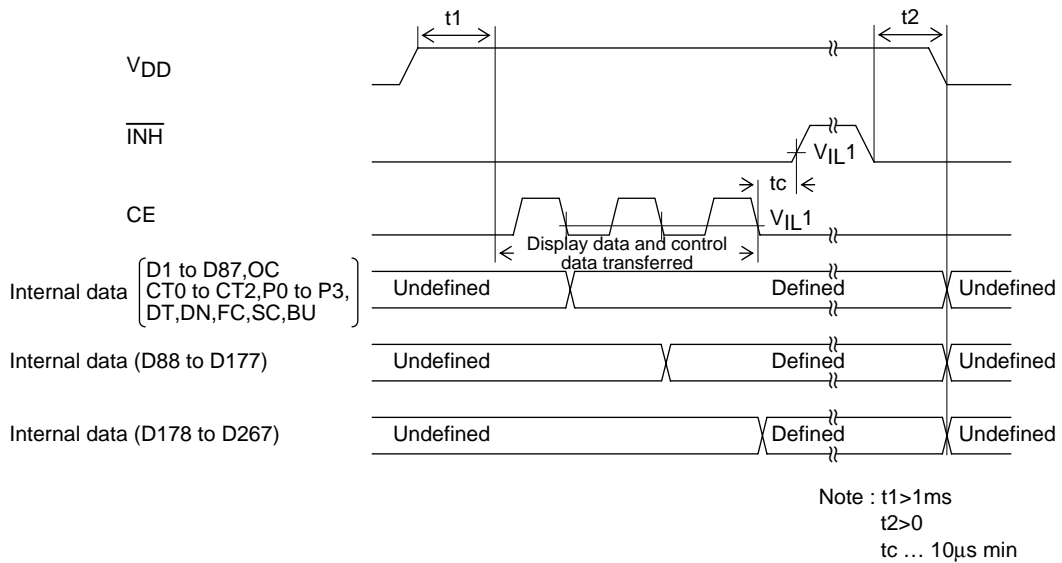 t1
t2
VDD
INH
VIL1
tc
CE
VIL1
Display data and control
data transferred
Internal data
D1 to D87,OC
CT0 to CT2,P0 to P3,
DT,DN,FC,SC,BU
Undefined
Defined
Undefined
Internal data (D88 to D177)
Undefined
Defined
Undefined
Internal data (D178 to D267)
Undefined
Defined
Undefined
Note : t1>1ms
t2>0
tc … 10μs min